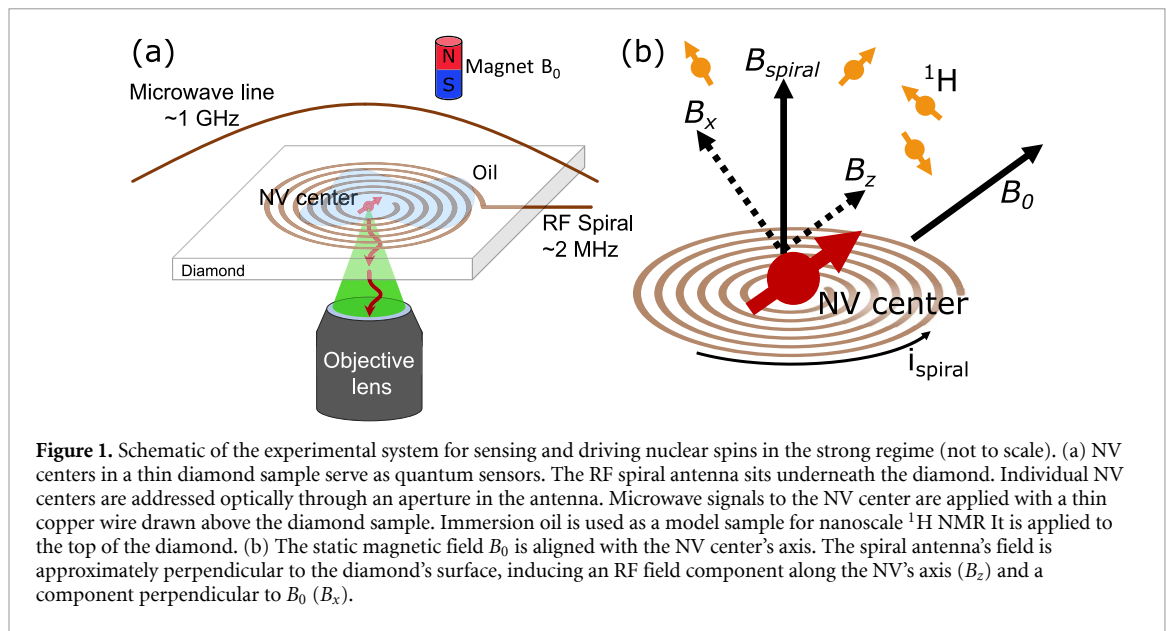 (a)
N
S
Magnet B0
Microwave line
~1 GHz
Oil
NV center
RF Spiral
~2 MHz
Diamond
Objective
lens
(b)
Bspiral
1H
Bx
Bz
B0
NV center
ispiral
Figure 1. Schematic of the experimental system for sensing and driving nuclear spins in the strong regime (not to scale). (a) NV
centers in a thin diamond sample serve as quantum sensors. The RF spiral antenna sits underneath the diamond. Individual NV
centers are addressed optically through an aperture in the antenna. Microwave signals to the NV center are applied with a thin
copper wire drawn above the diamond sample. Immersion oil is used as a model sample for nanoscale 1H NMR It is applied to
the top of the diamond. (b) The static magnetic field B0 is aligned with the NV center's axis. The spiral antenna's field is
approximately perpendicular to the diamond's surface, inducing an RF field component along the NV's axis (Bz) and a
component perpendicular to B0 (Bx).